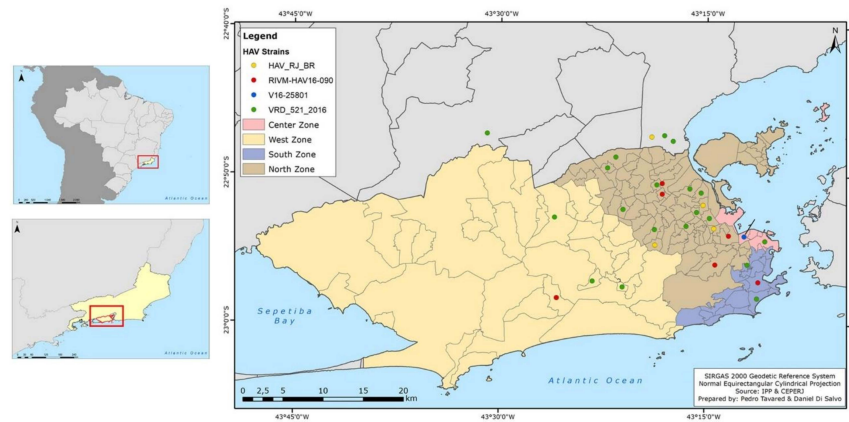 43°45'0"W 43°30'0"W 43°15'0"W
22°40'0"S
N
Legend
HAV Strains
HAV_RJ_BR
RIVM-HAV16-090
V16-25801
VRD_521_2016
Center Zone
West Zone
South Zone
North Zone
22°50'0"S
Atlantic Ocean
Sepetiba
Bay
23°0'0"S
Atlantic Ocean
Atlantic Ocean
SIRGAS 2000 Geodetic Reference System
Normal Equirectangular Cylindrical Projection
Source: IPP & CEPERJ
Prepared by: Pedro Tavared & Daniel Di Salvo
0 2,5 5 10 15 20
km
43°45'0"W 43°30'0"W 43°15'0"W